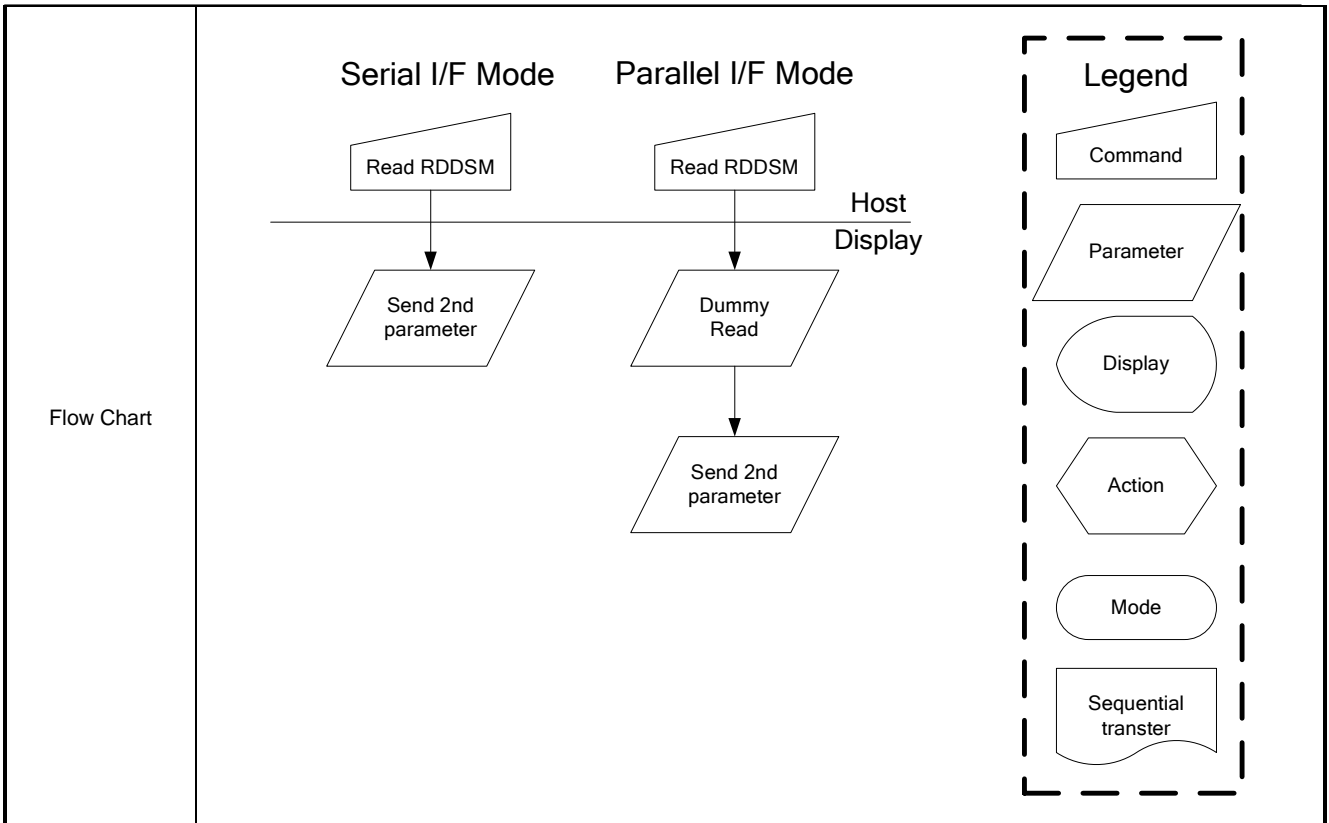 Flow Chart
Serial I/F Mode
Read RDDSM
Send 2nd
parameter
Parallel I/F Mode
Read RDDSM
Host
Display
Dummy
Read
Send 2nd
parameter
Legend
Command
Parameter
Display
Action
Mode
Sequential
transter